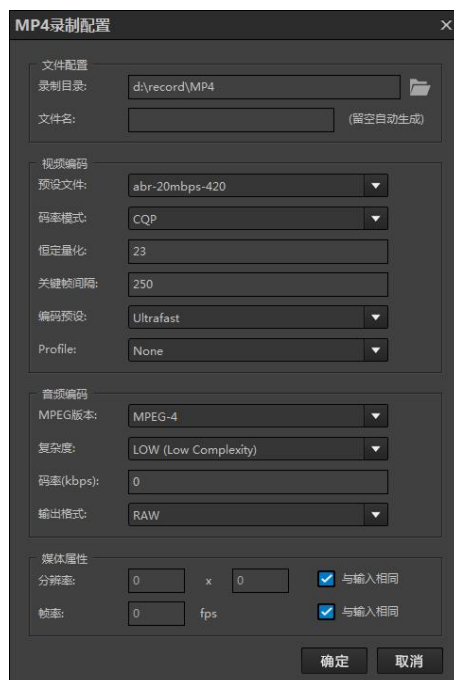 MP4录制配置
文件配置
录制目录: d:\record\MP4
文件名: (留空自动生成)
视频编码
预设文件: abr-20mbps-420
码率模式: CQP
恒定量化: 23
关键帧间隔: 250
编码预设: Ultrafast
Profile: None
音频编码
MPEG版本: MPEG-4
复杂度: LOW (Low Complexity)
码率(kbps): 0
输出格式: RAW
媒体属性
分辨率: 0 x 0 与输入相同
帧率: 0 fps 与输入相同
确定 取消